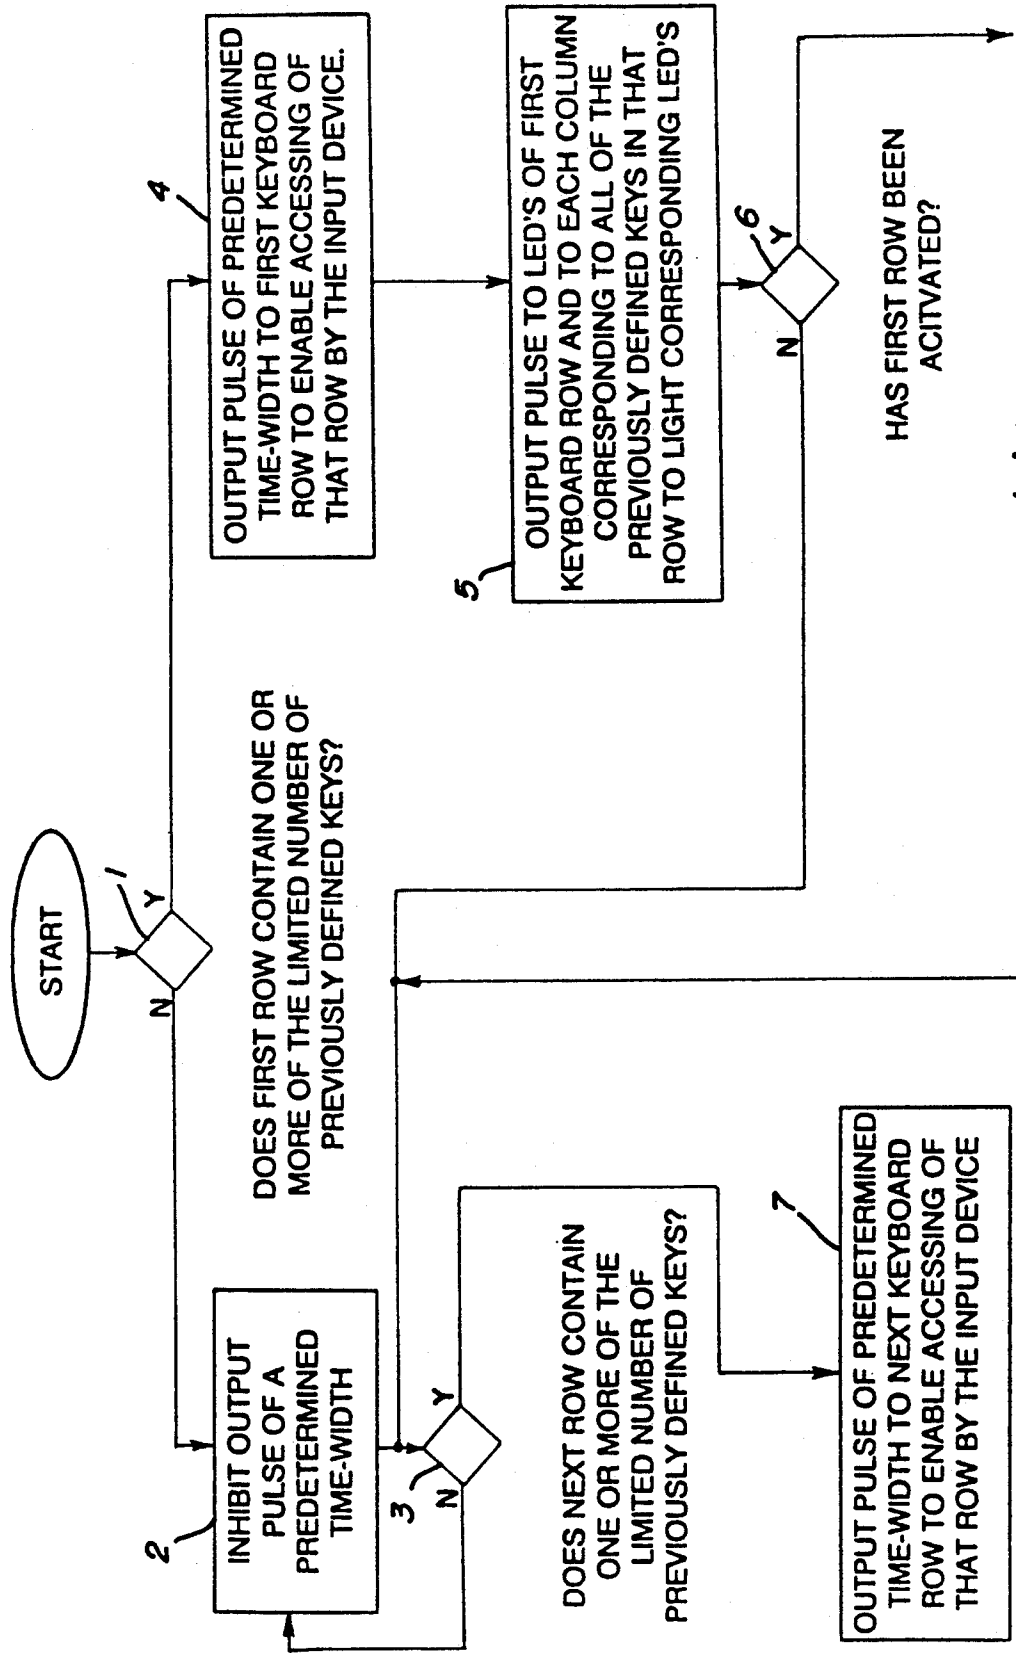 START
1
N
Y
DOES FIRST ROW CONTAIN ONE OR
MORE OF THE LIMITED NUMBER OF
PREVIOUSLY DEFINED KEYS?
2
INHIBIT OUTPUT
PULSE OF A
PREDETERMINED
TIME-WIDTH
4
OUTPUT PULSE OF PREDETERMINED
TIME-WIDTH TO FIRST KEYBOARD
ROW TO ENABLE ACCESSING OF
THAT ROW BY THE INPUT DEVICE.
3
N
Y
DOES NEXT ROW CONTAIN
ONE OR MORE OF THE
LIMITED NUMBER OF
PREVIOUSLY DEFINED KEYS?
5
OUTPUT PULSE TO LED'S OF FIRST
KEYBOARD ROW AND TO EACH COLUMN
CORRESPONDING TO ALL OF THE
PREVIOUSLY DEFINED KEYS IN THAT
ROW TO LIGHT CORRESPONDING LED'S
6
N
Y
HAS FIRST ROW BEEN
ACITVATED?
7
OUTPUT PULSE OF PREDETERMINED
TIME-WIDTH TO NEXT KEYBOARD
ROW TO ENABLE ACCESSING OF
THAT ROW BY THE INPUT DEVICE